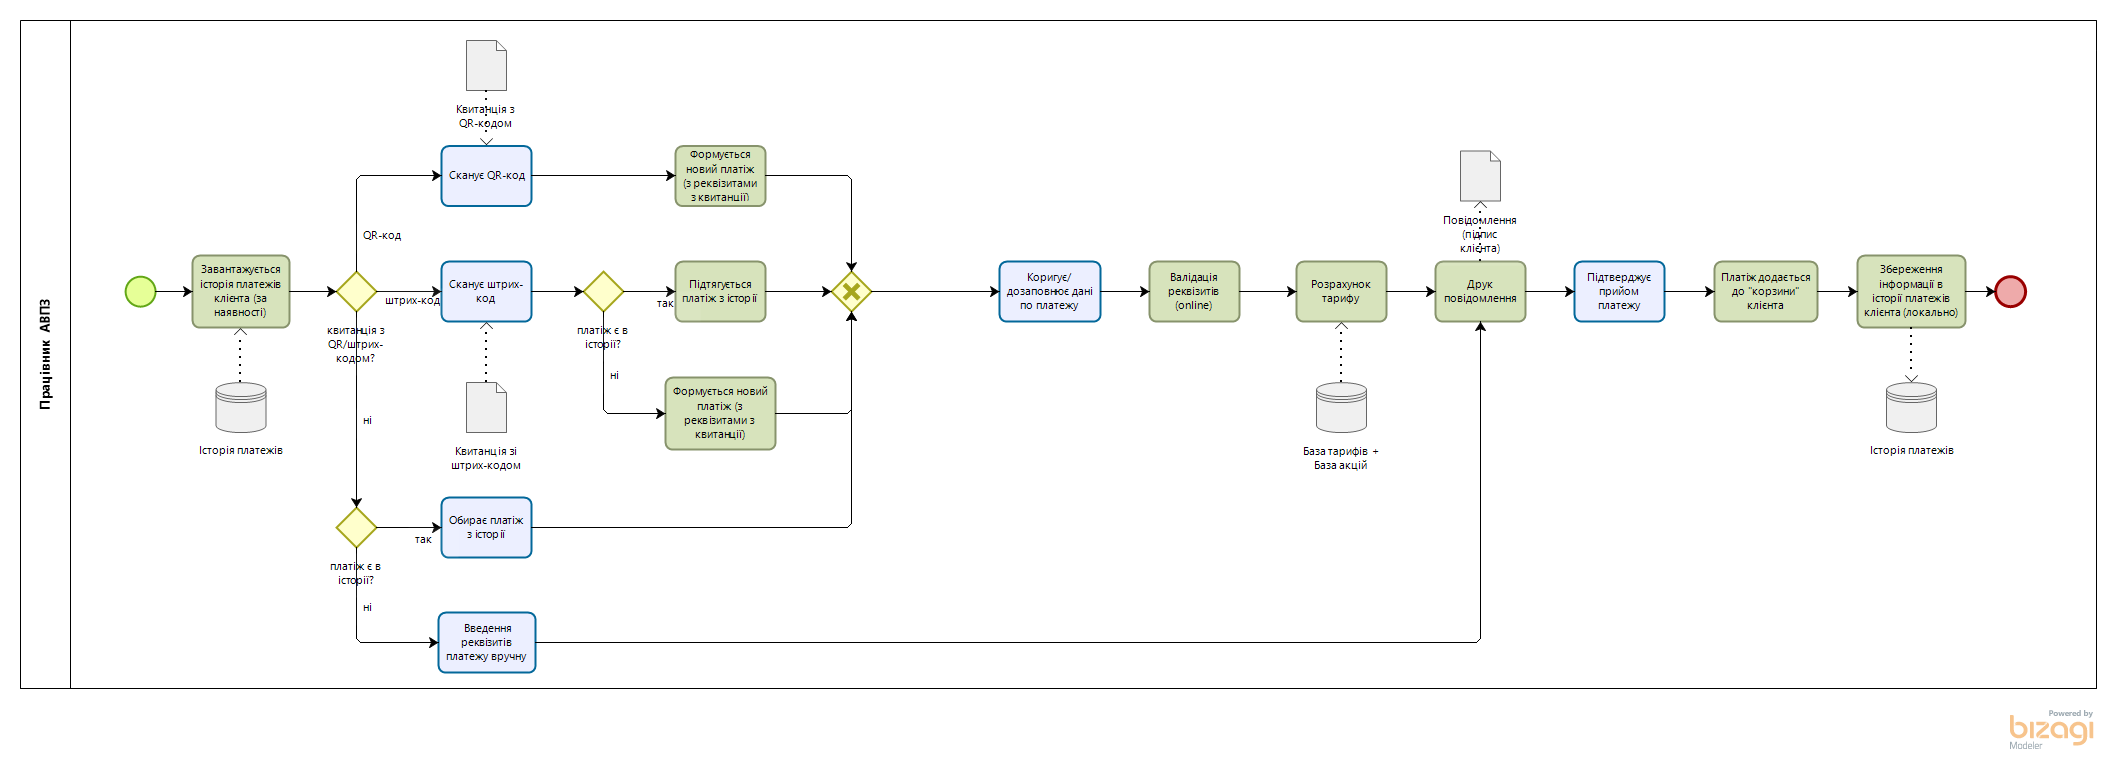 Працівник АВПЗ
Завантажується
історія платежів
клієнта (за
наявності)
Історія платежів
квитанція з
QR/штрих-
кодом?
QR-код
штрих-код
ні
Квитанція з
QR-кодом
Сканує QR-код
Формується
новий платіж
(з реквізитами
з квитанції)
Сканує штрих-
код
Квитанція зі
штрих-кодом
платіж є в
історії?
так
ні
Підтягується
платіж з історії
Формується новий
платіж (з
реквізитами з
квитанції)
платіж є в
історії?
так
ні
Обирає платіж
з історії
Введення
реквізитів
платежу вручну
Коригує/
дозаповнює дані
по платежу
Валідація
реквізитів
(online)
Розрахунок
тарифу
База тарифів +
База акцій
Повідомлення
(підпис
клієнта)
Друк
повідомлення
Підтверджує
прийом
платежу
Платіж додається
до "корзини"
клієнта
Збереження
інформації в
історії платежів
клієнта (локально)
Історія платежів
Powered by
bizagi
Modeler